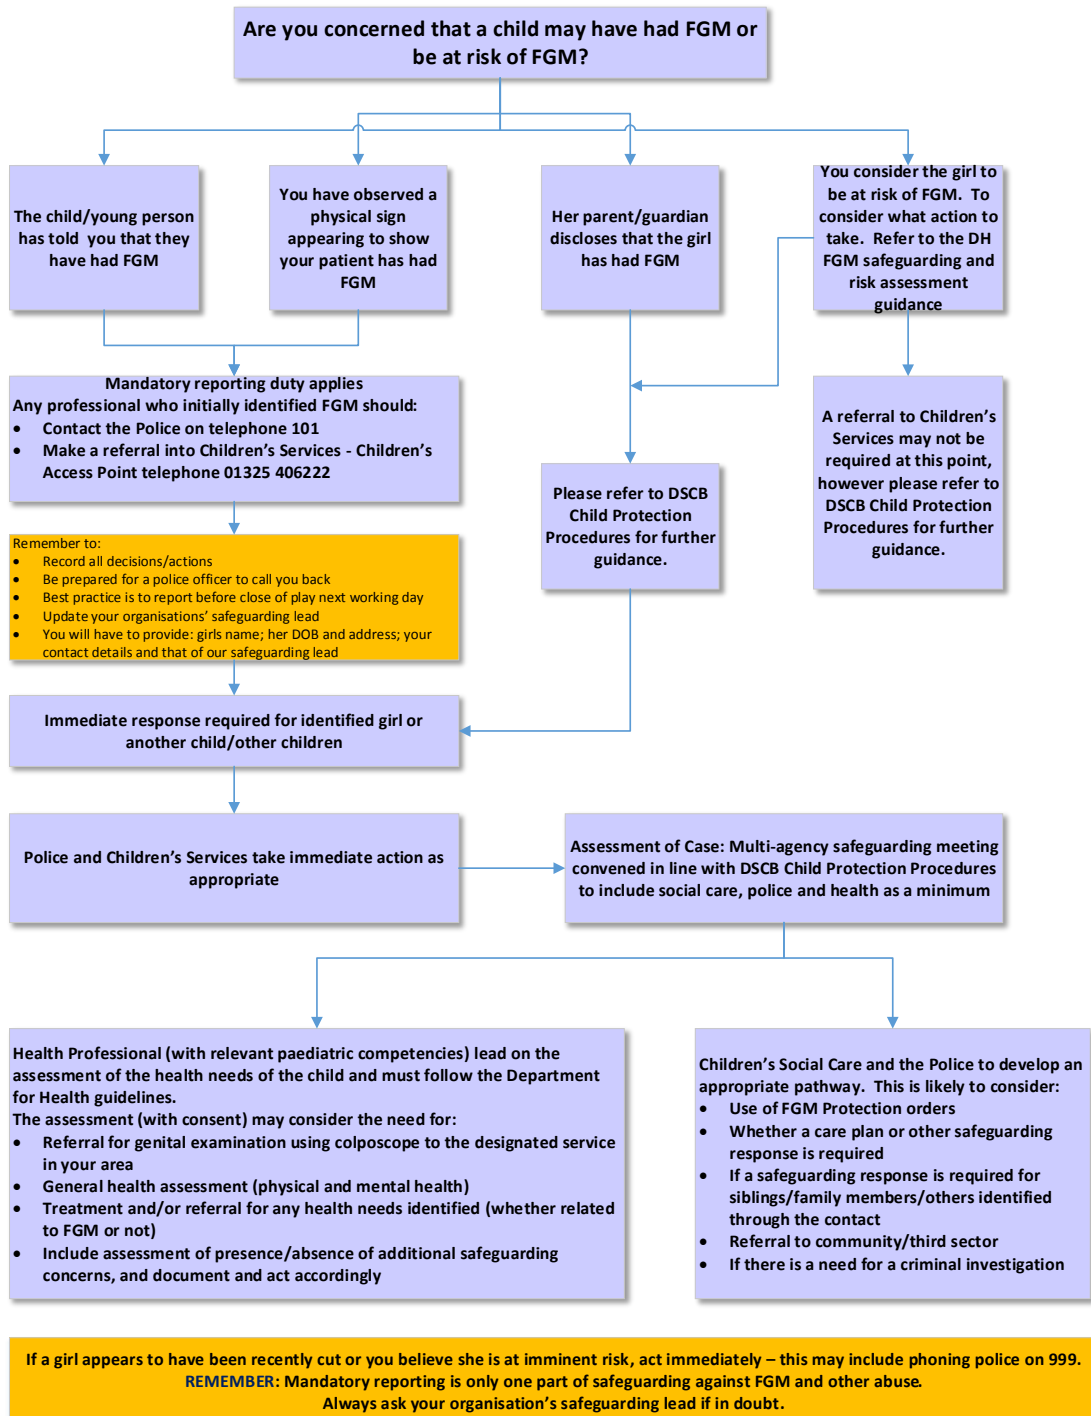 Are you concerned that a child may have had FGM or
be at risk of FGM?
The child/young person
has told  you that they
have had FGM
You have observed a
physical sign
appearing to show
your patient has had
FGM
Her parent/guardian
discloses that the girl
has had FGM
You consider the girl to
be at risk of FGM.  To
consider what action to
take.  Refer to the DH
FGM safeguarding and
risk assessment
guidance
Mandatory reporting duty applies
Any professional who initially identified FGM should:
• Contact the Police on telephone 101
• Make a referral into Children’s Services - Children’s
Access Point telephone 01325 406222
Please refer to DSCB
Child Protection
Procedures for further
guidance.
A referral to Children’s
Services may not be
required at this point,
however please refer to
DSCB Child Protection
Procedures for further
guidance.
Remember to:
• Record all decisions/actions
• Be prepared for a police officer to call you back
• Best practice is to report before close of play next working day
• Update your organisations’ safeguarding lead
• You will have to provide: girls name; her DOB and address; your
contact details and that of our safeguarding lead
Immediate response required for identified girl or
another child/other children
Police and Children’s Services take immediate action as
appropriate
Assessment of Case: Multi-agency safeguarding meeting
convened in line with DSCB Child Protection Procedures
to include social care, police and health as a minimum
Health Professional (with relevant paediatric competencies) lead on the
assessment of the health needs of the child and must follow the Department
for Health guidelines.
The assessment (with consent) may consider the need for:
• Referral for genital examination using colposcope to the designated service
in your area
• General health assessment (physical and mental health)
• Treatment and/or referral for any health needs identified (whether related
to FGM or not)
• Include assessment of presence/absence of additional safeguarding
concerns, and document and act accordingly
Children’s Social Care and the Police to develop an
appropriate pathway.  This is likely to consider:
• Use of FGM Protection orders
• Whether a care plan or other safeguarding
response is required
• If a safeguarding response is required for
siblings/family members/others identified
through the contact
• Referral to community/third sector
• If there is a need for a criminal investigation
If a girl appears to have been recently cut or you believe she is at imminent risk, act immediately – this may include phoning police on 999.
REMEMBER: Mandatory reporting is only one part of safeguarding against FGM and other abuse.
Always ask your organisation’s safeguarding lead if in doubt.